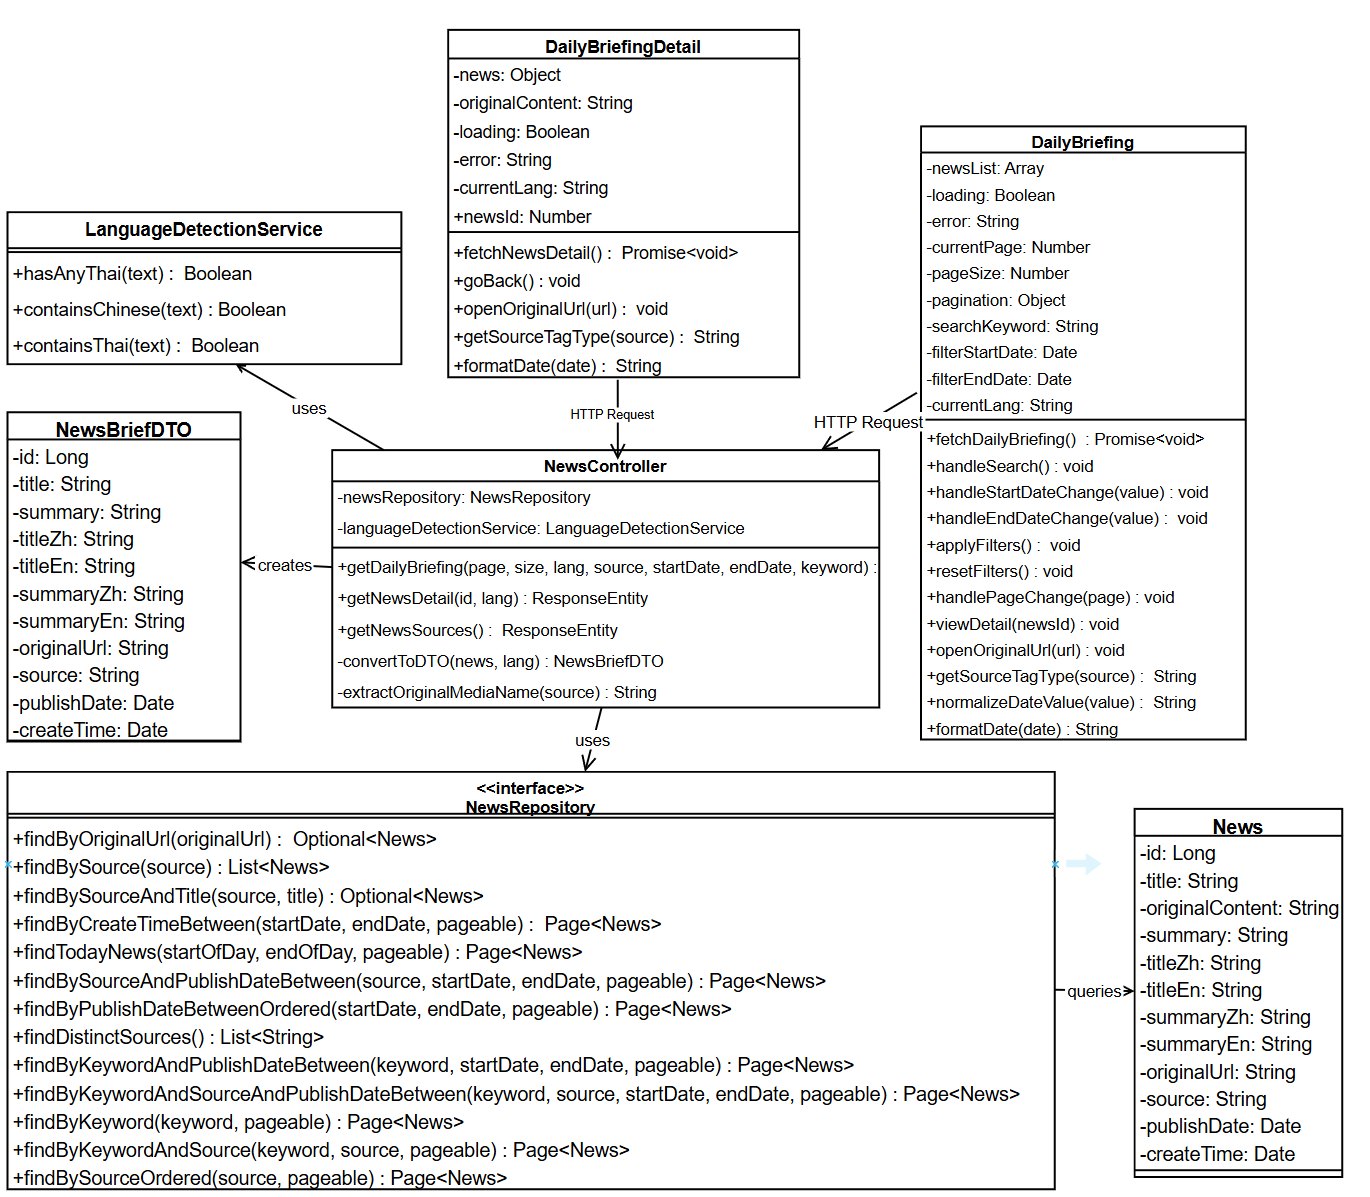 DailyBriefingDetail
-news: Object
-originalContent: String
-loading: Boolean
-error: String
-currentLang: String
+newsId: Number
+fetchNewsDetail() : Promise<void>
+goBack() : void
+openOriginalUrl(url) : void
+getSourceTagType(source) : String
+formatDate(date) : String
DailyBriefing
-newsList: Array
-loading: Boolean
-error: String
-currentPage: Number
-pageSize: Number
-pagination: Object
-searchKeyword: String
-filterStartDate: Date
-filterEndDate: Date
-currentLang: String
+fetchDailyBriefing() : Promise<void>
+handleSearch() : void
+handleStartDateChange(value) : void
+handleEndDateChange(value) : void
+applyFilters() : void
+resetFilters() : void
+handlePageChange(page) : void
+viewDetail(newsId) : void
+openOriginalUrl(url) : void
+getSourceTagType(source) : String
+normalizeDateValue(value) : String
+formatDate(date) : String
LanguageDetectionService
+hasAnyThai(text) : Boolean
+containsChinese(text) : Boolean
+containsThai(text) : Boolean
uses
HTTP Request
HTTP Request
NewsBriefDTO
-id: Long
-title: String
-summary: String
-titleZh: String
-titleEn: String
-summaryZh: String
-summaryEn: String
-originalUrl: String
-source: String
-publishDate: Date
-createTime: Date
creates
NewsController
-newsRepository: NewsRepository
-languageDetectionService: LanguageDetectionService
+getDailyBriefing(page, size, lang, source, startDate, endDate, keyword) :
+getNewsDetail(id, lang) : ResponseEntity
+getNewsSources() : ResponseEntity
-convertToDTO(news, lang) : NewsBriefDTO
-extractOriginalMediaName(source) : String
uses
<<interface>>
NewsRepository
+findByOriginalUrl(originalUrl) : Optional<News>
+findBySource(source) : List<News>
+findBySourceAndTitle(source, title) : Optional<News>
+findByCreateTimeBetween(startDate, endDate, pageable) : Page<News>
+findTodayNews(startOfDay, endOfDay, pageable) : Page<News>
+findBySourceAndPublishDateBetween(source, startDate, endDate, pageable) : Page<News>
+findByPublishDateBetweenOrdered(startDate, endDate, pageable) : Page<News>
+findDistinctSources() : List<String>
+findByKeywordAndPublishDateBetween(keyword, startDate, endDate, pageable) : Page<News>
+findByKeywordAndSourceAndPublishDateBetween(keyword, source, startDate, endDate, pageable) : Page<News>
+findByKeyword(keyword, pageable) : Page<News>
+findByKeywordAndSource(keyword, source, pageable) : Page<News>
+findBySourceOrdered(source, pageable) : Page<News>
queries
News
-id: Long
-title: String
-originalContent: String
-summary: String
-titleZh: String
-titleEn: String
-summaryZh: String
-summaryEn: String
-originalUrl: String
-source: String
-publishDate: Date
-createTime: Date